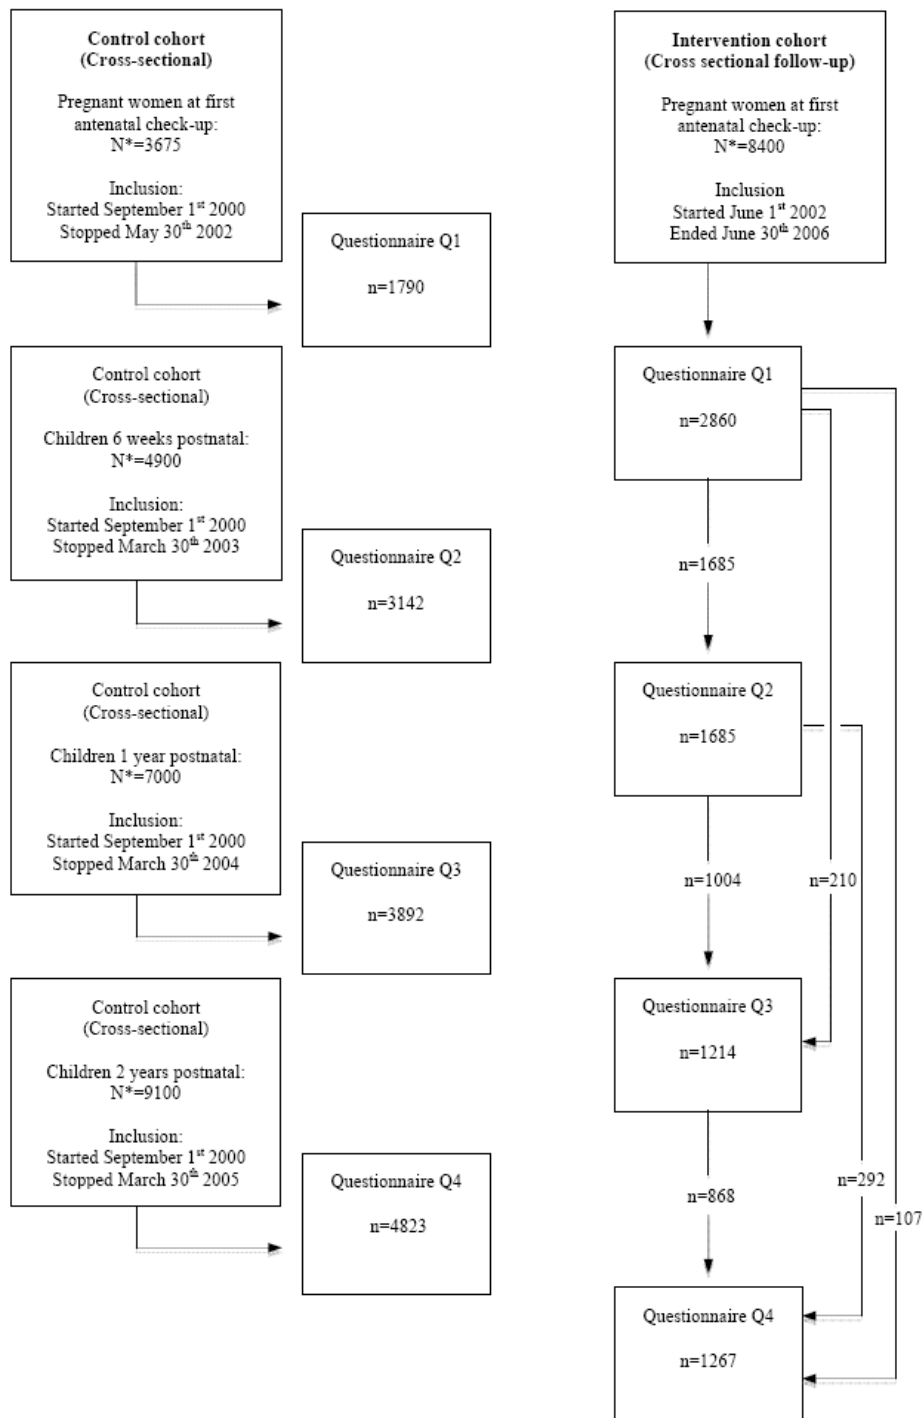 Control cohort
(Cross-sectional)
Pregnant women at first
antenatal check-up:
N*=3675
Inclusion:
Started September 1st 2000
Stopped May 30th 2002
Questionnaire Q1
n=1790
Control cohort
(Cross-sectional)
Children 6 weeks postnatal:
N*=4900
Inclusion:
Started September 1st 2000
Stopped March 30th 2003
Questionnaire Q2
n=3142
Control cohort
(Cross-sectional)
Children 1 year postnatal:
N*=7000
Inclusion:
Started September 1st 2000
Stopped March 30th 2004
Questionnaire Q3
n=3892
Control cohort
(Cross-sectional)
Children 2 years postnatal:
N*=9100
Inclusion:
Started September 1st 2000
Stopped March 30th 2005
Questionnaire Q4
n=4823
Intervention cohort
(Cross sectional follow-up)
Pregnant women at first
antenatal check-up:
N*=8400
Inclusion
Started June 1st 2002
Ended June 30th 2006
Questionnaire Q1
n=2860
n=1685
Questionnaire Q2
n=1685
n=1004
n=210
Questionnaire Q3
n=1214
n=868
n=292
n=107
Questionnaire Q4
n=1267